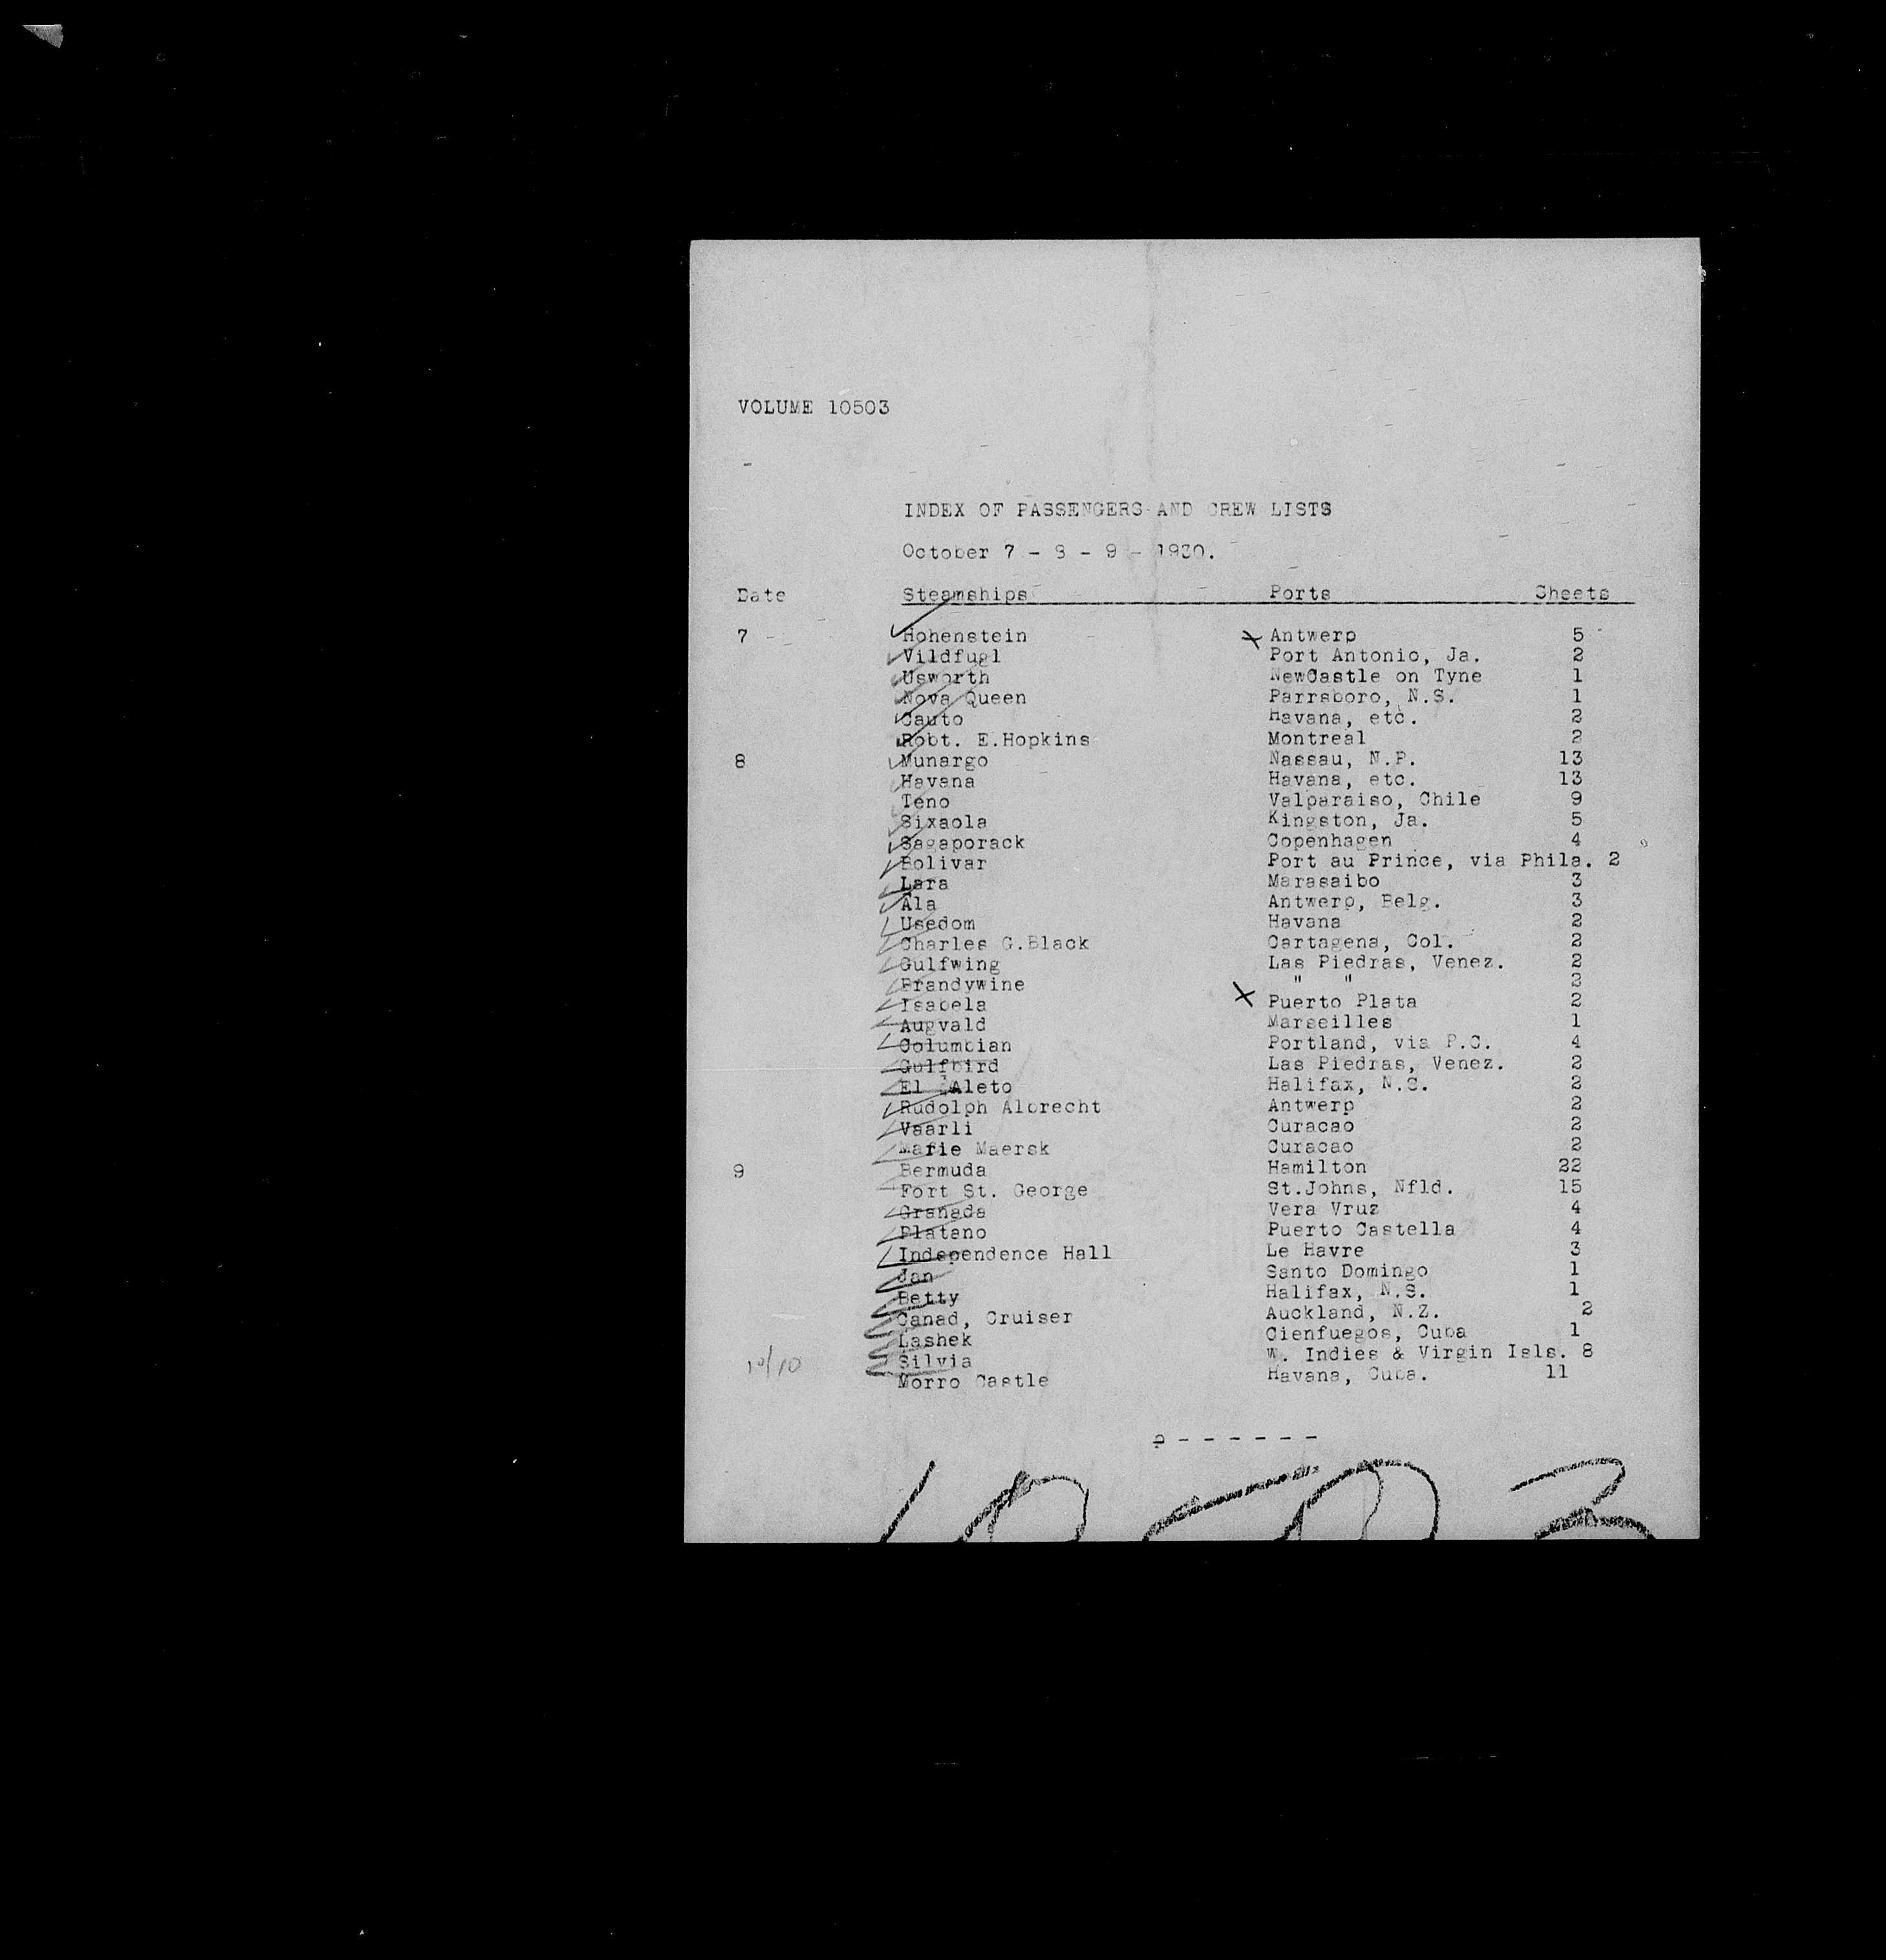 VOLUME 10503
INDEX OF PASSENGERS AND CREW LISTS
October 7 - 8 - 9 - 1930.
Date Steamships Ports Sheets
7 Hohenstein Antwerp 5
Vildfugl Port Antonio, Ja. 2
Usworth NewCastle on Tyne 1
Nova Queen Parrsboro, N.S. 1
Cauto Havana, etc. 2
Robt. E.Hopkins Montreal 2
8 Munargo Nassau, N.P. 13
Havana Havana, etc. 13
Teno Valparaiso, Chile 9
Sixaola Kingston, Ja. 5
Sagaporack Copenhagen 4
Bolivar Port au Prince, via Phila. 2
Lara Marasaibo 3
Ala Antwerp, Belg. 3
Usedom Havana 2
Charles G.Black Cartagena, Col. 2
Gulfwing Las Piedras, Venez. 2
Brandywine " " 2
Isabela Puerto Plata 2
Augvald Marseilles 1
Columbian Portland, via P.C. 4
Gulfbird Las Piedras, Venez. 2
El Aleto Halifax, N.S. 2
Rudolph Albrecht Antwerp 2
Vaarli Curacao 2
Marie Maersk Curacao 2
9 Bermuda Hamilton 22
Fort St. George St.Johns, Nfld. 15
Granada Vera Vruz 4
Platano Puerto Castella 4
Independence Hall Le Havre 3
Jan Santo Domingo 1
Betty Halifax, N.S. 1
Canad, Cruiser Auckland, N.Z. 2
Lashek Cienfuegos, Cuba 1
10/10 Silvia W. Indies & Virgin Isls. 8
Morro Castle Havana, Cuba. 11
10503